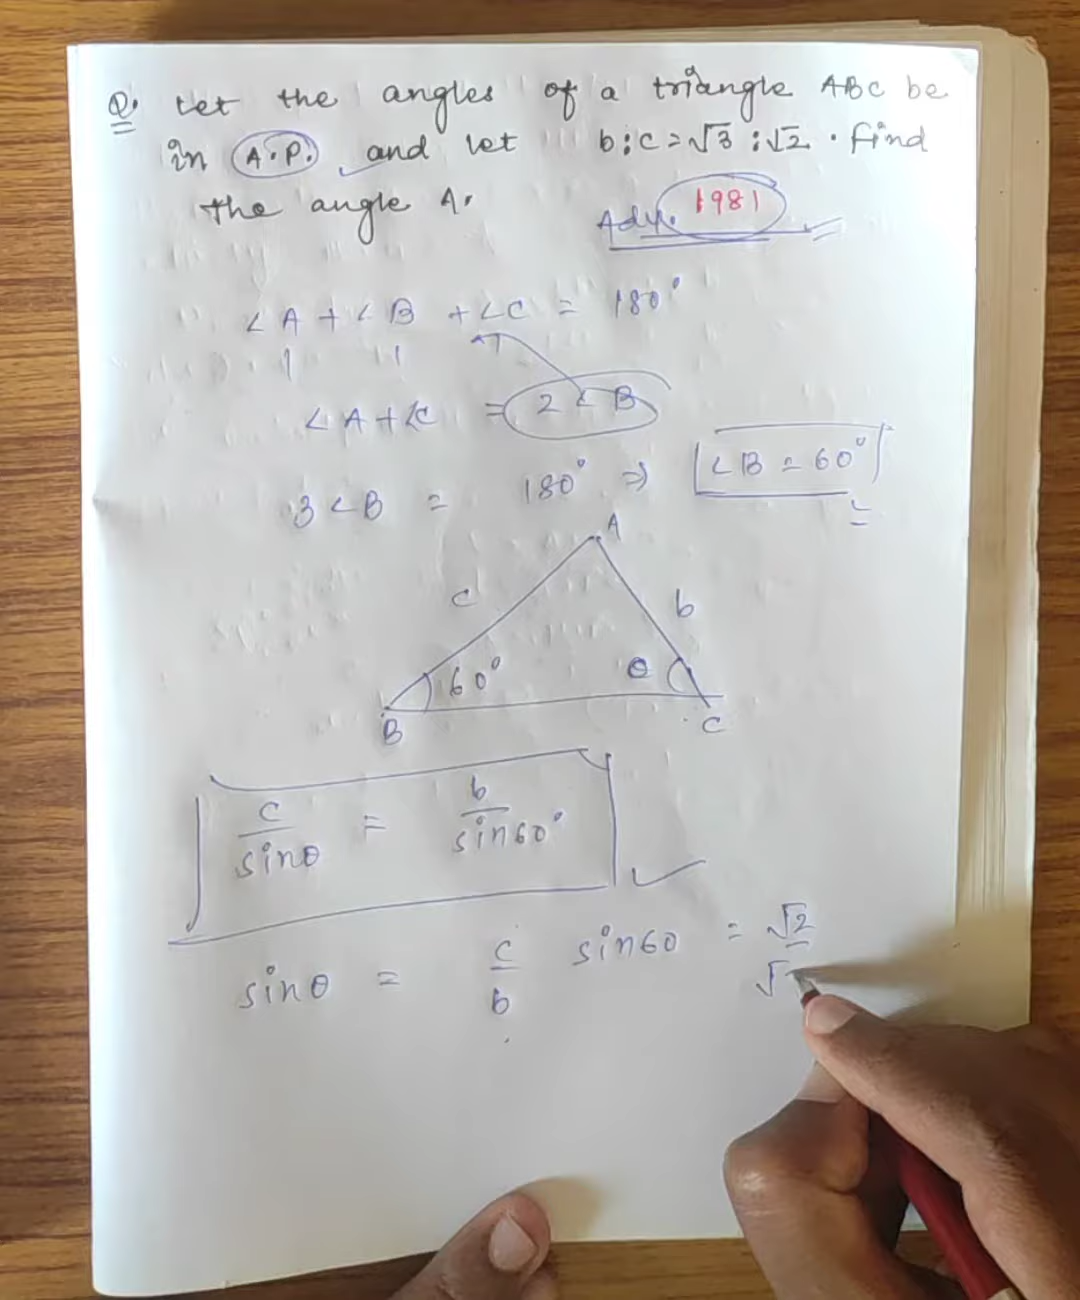 Q. Let the angles of a triangle ABC be
in A.P. and let b:c=√3:√2. Find
the angle A.
Adv. 1981
∠A+∠B+∠C = 180°
∠A+∠C = 2∠B
3∠B = 180° ⇒ ∠B = 60°
A
c b
60° θ
B C
c/sinθ = b/sin60°
sinθ = c/b sin60 = √2/√